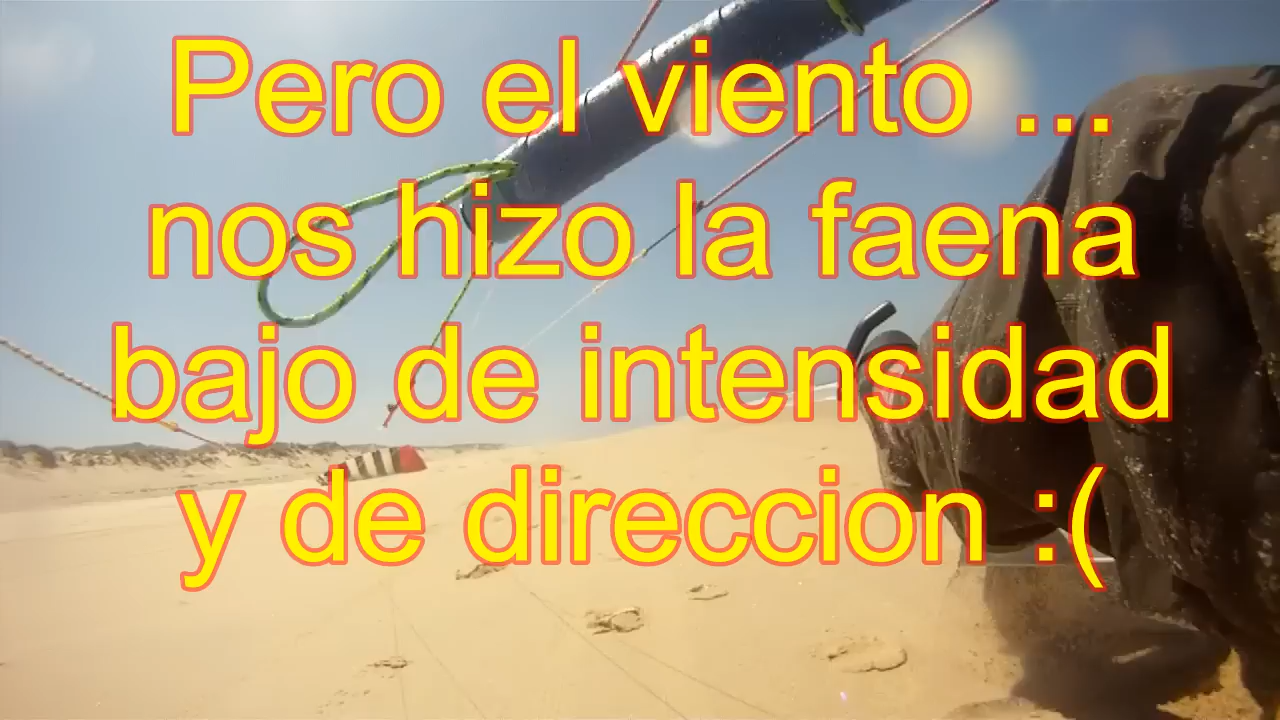 Pero el viento ...
nos hizo la faena
bajo de intensidad
y de direccion :(